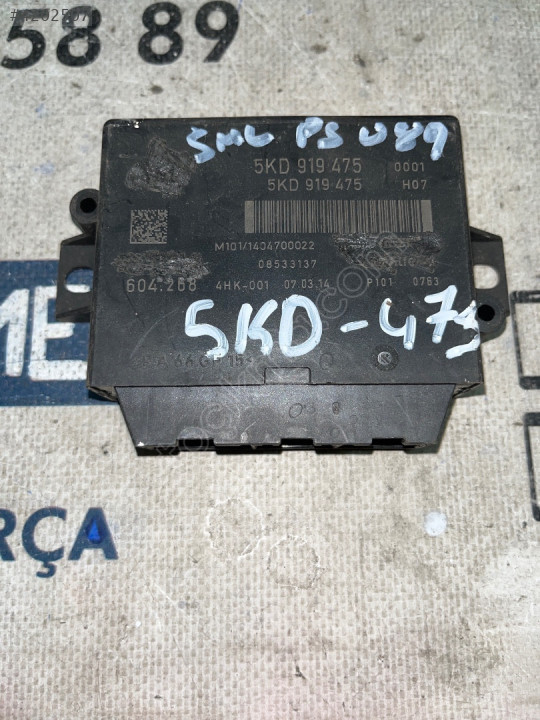 58 89
SML PS U89
5KD 919 475 0001
5KD 919 475 H07
M101/1404700022
08533137
604.268 4HK-001 07.03.14 P101 0763
5KD-475
ME
RÇA